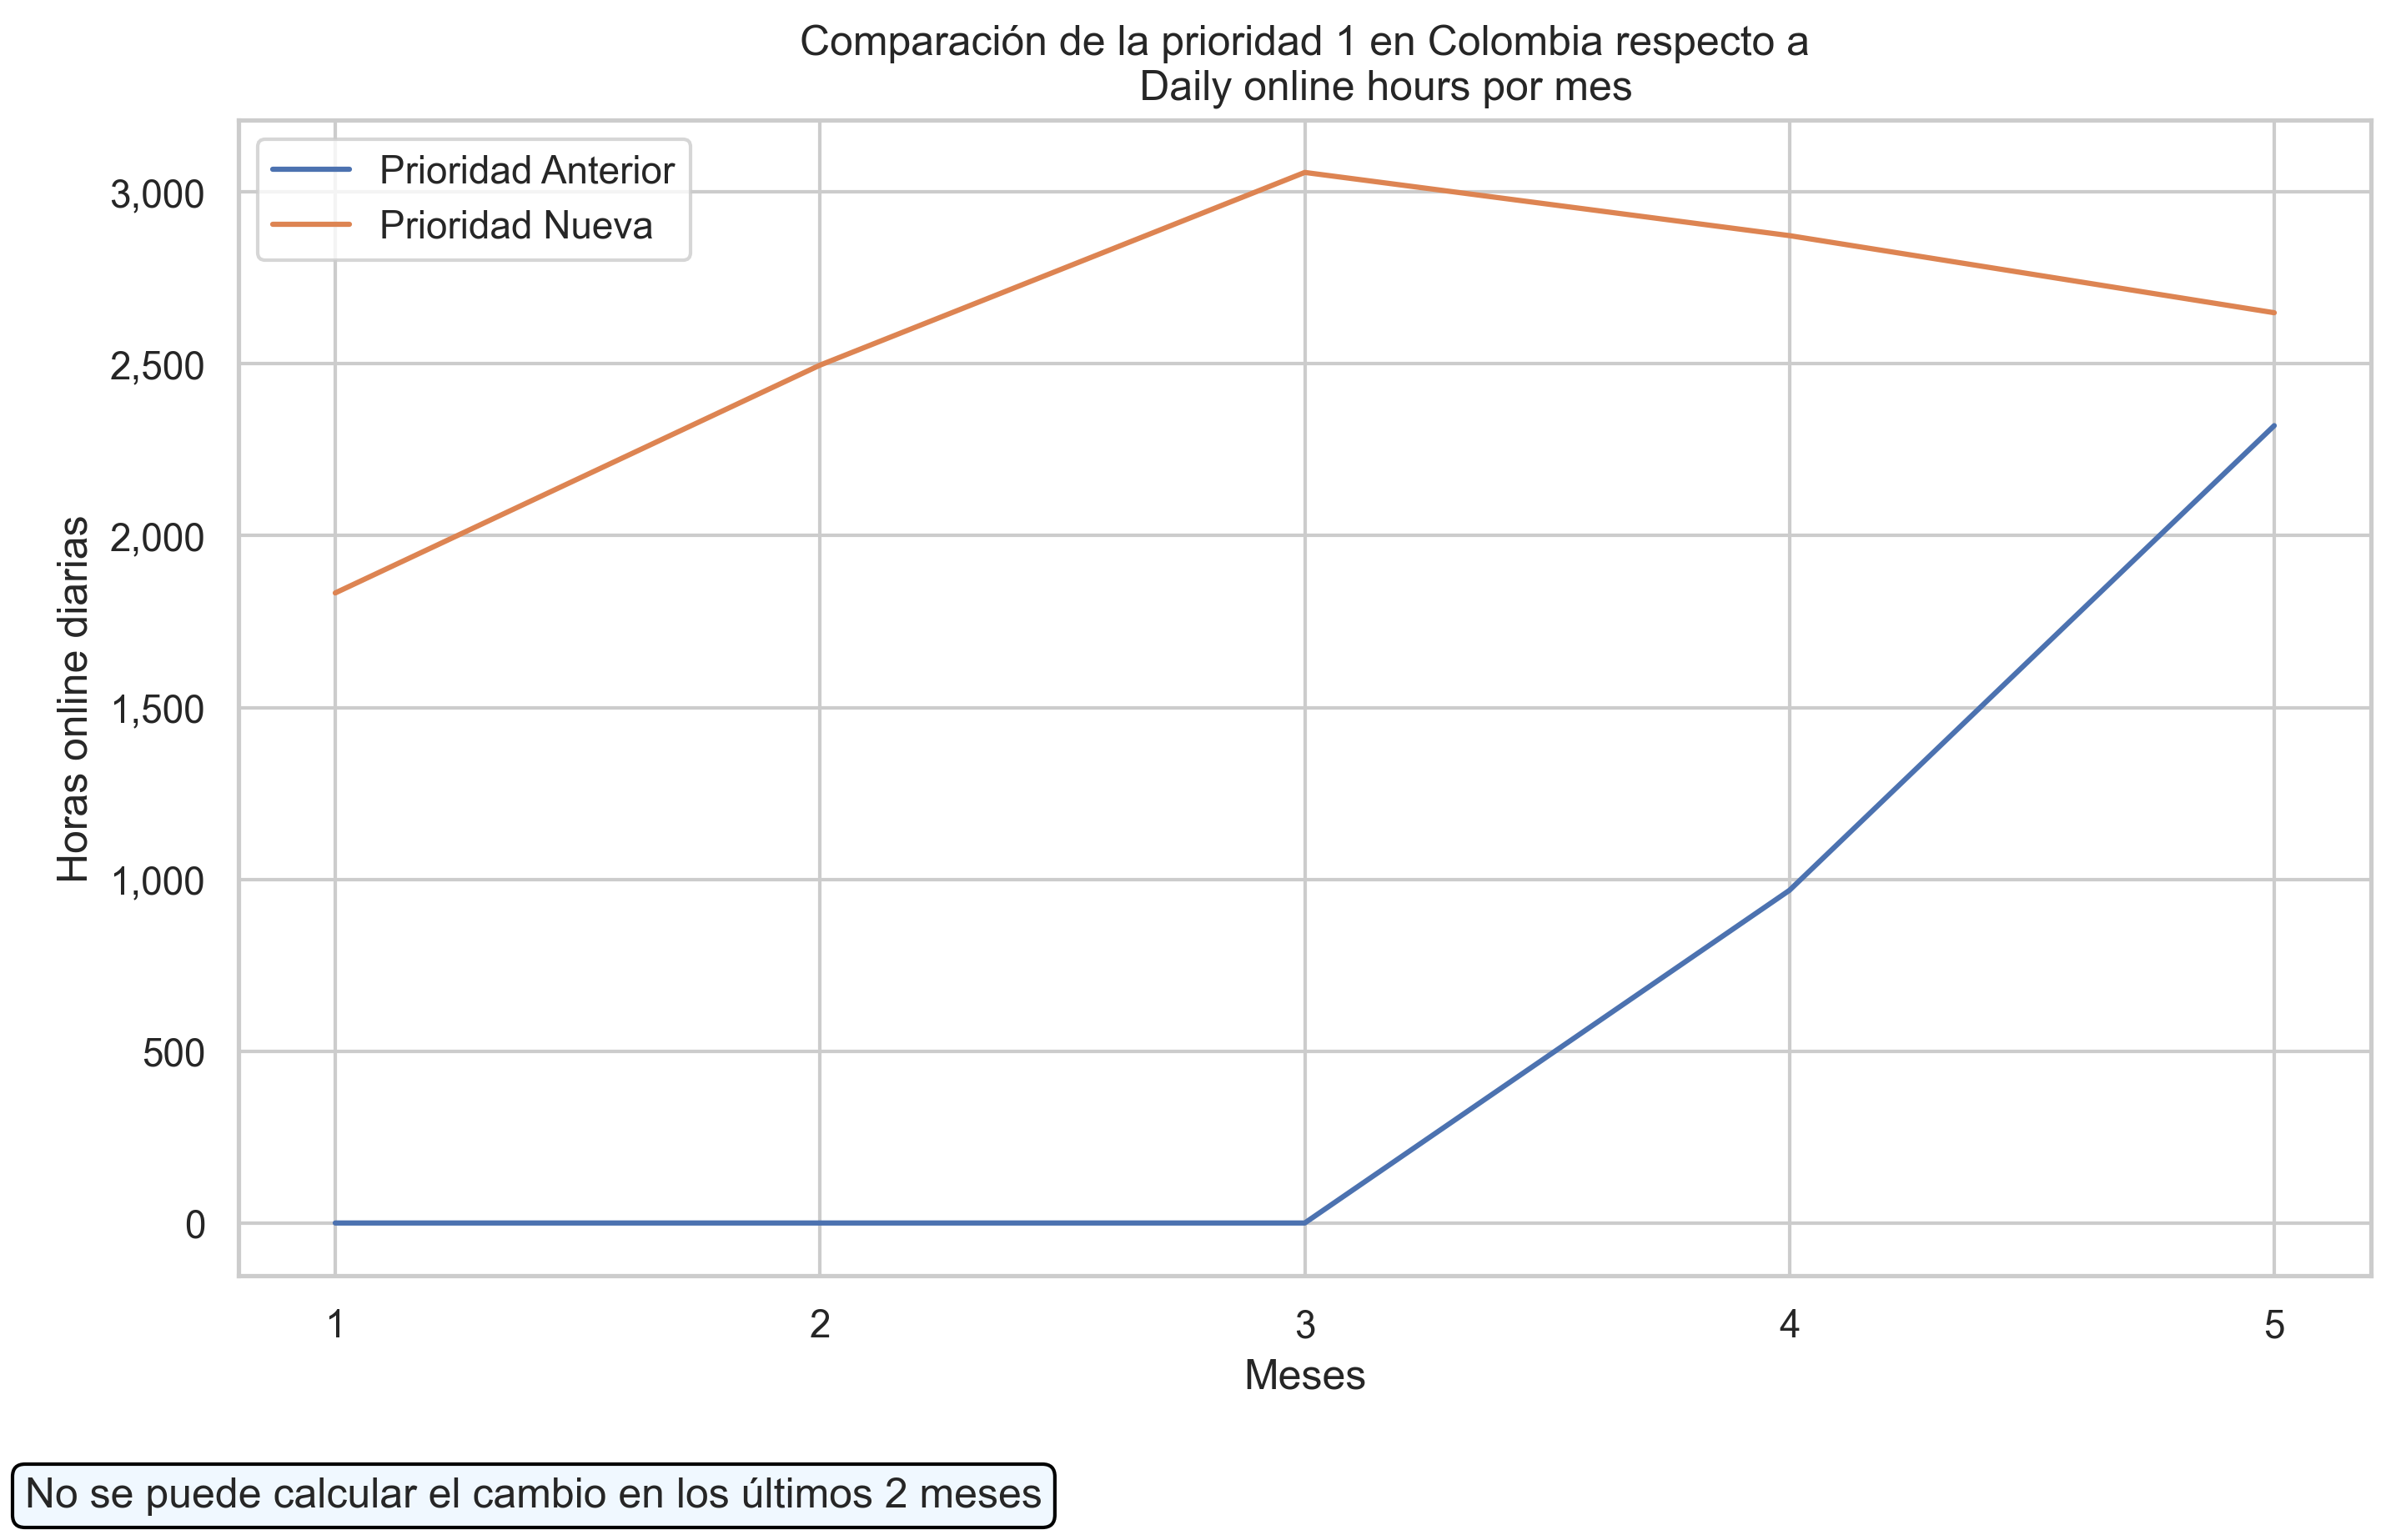 Comparación de la prioridad 1 en Colombia respecto a
Daily online hours por mes
Prioridad Anterior
Prioridad Nueva
Horas online diarias
3,000
2,500
2,000
1,500
1,000
500
0
1 2 3 4 5
Meses
No se puede calcular el cambio en los últimos 2 meses